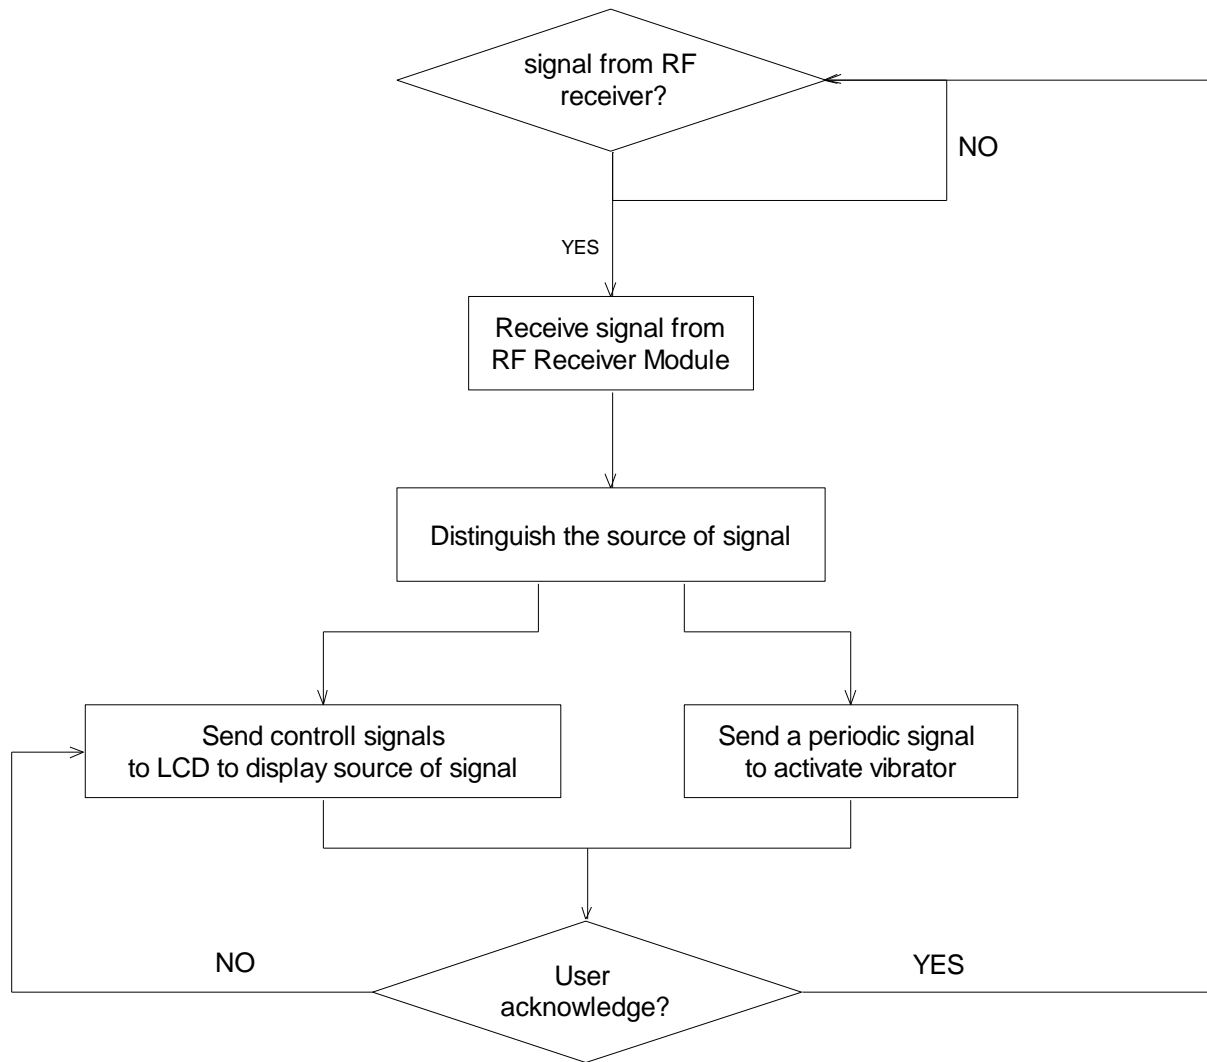 signal from RF
receiver?
NO
YES
Receive signal from
RF Receiver Module
Distinguish the source of signal
Send controll signals
to LCD to display source of signal
Send a periodic signal
to activate vibrator
NO
YES
User
acknowledge?